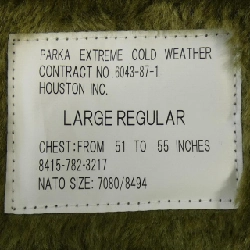 PARKA EXTREME COLD WEATHER
CONTRACT NO. 6043-87-1
HOUSTON INC.
LARGE REGULAR
CHEST: FROM 51 TO 55 INCHES
8415-782-3217
NATO SIZE: 7080/8494